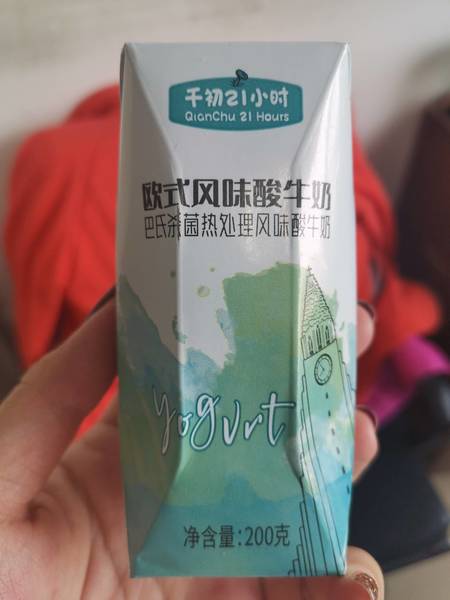 千初21小时
QianChu 21 Hours
欧式风味酸牛奶
巴氏杀菌热处理风味酸牛奶
Yogurt
净含量:200克